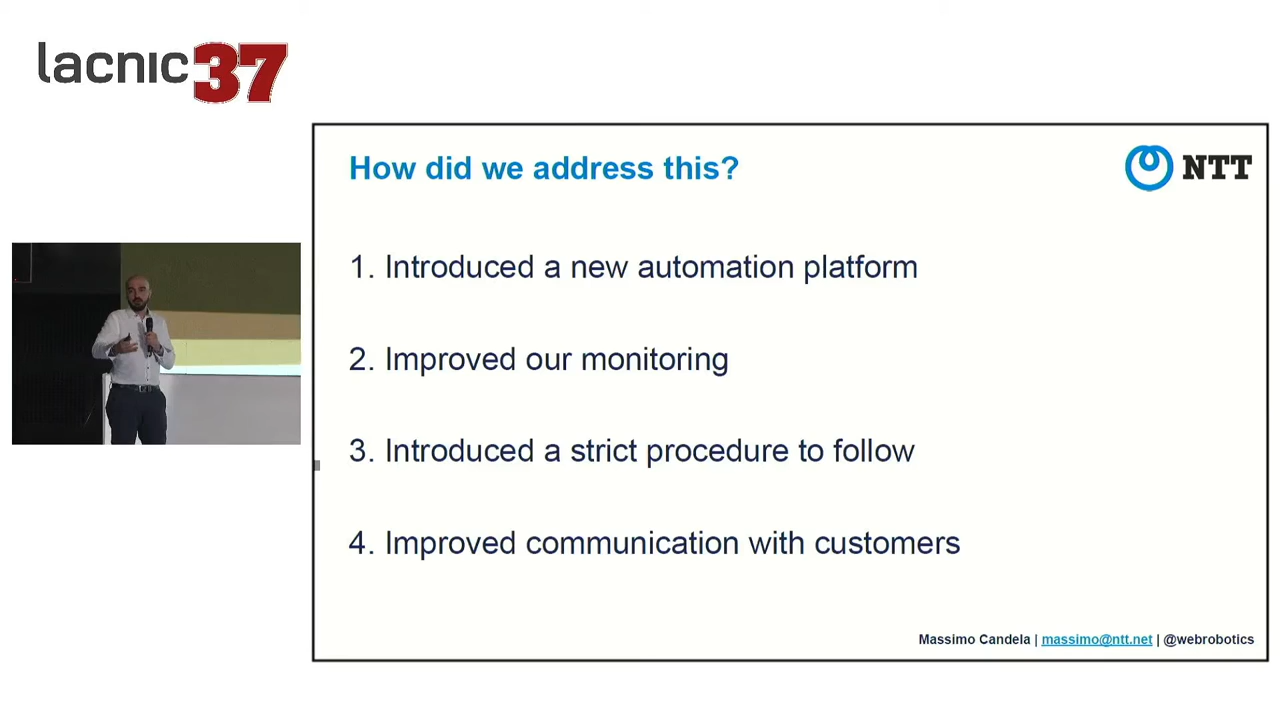 lacnic37
How did we address this?
NTT
1. Introduced a new automation platform
2. Improved our monitoring
3. Introduced a strict procedure to follow
4. Improved communication with customers
Massimo Candela | massimo@ntt.net | @webrobotics